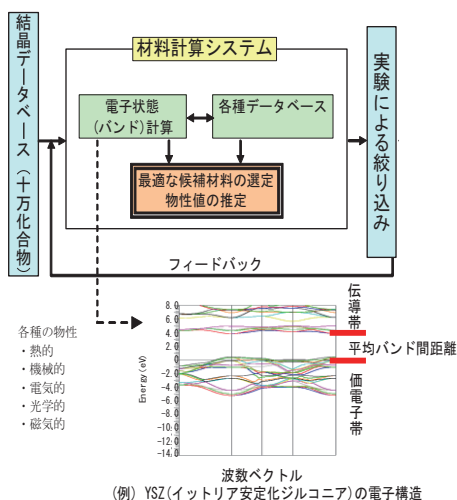 結晶データベース（十万化合物）
材料計算システム
電子状態
(バンド)計算
各種データベース
最適な候補材料の選定
物性値の推定
実験による絞り込み
フィードバック
各種の物性
・熱的
・機械的
・電気的
・光学的
・磁気的
Energy (eV)
8.0
6.0
4.0
2.0
0
-2.0
-4.0
-6.0
-8.0
-10.0
-12.0
-14.0
伝導帯
平均バンド間距離
価電子帯
波数ベクトル
(例) YSZ(イットリア安定化ジルコニア)の電子構造